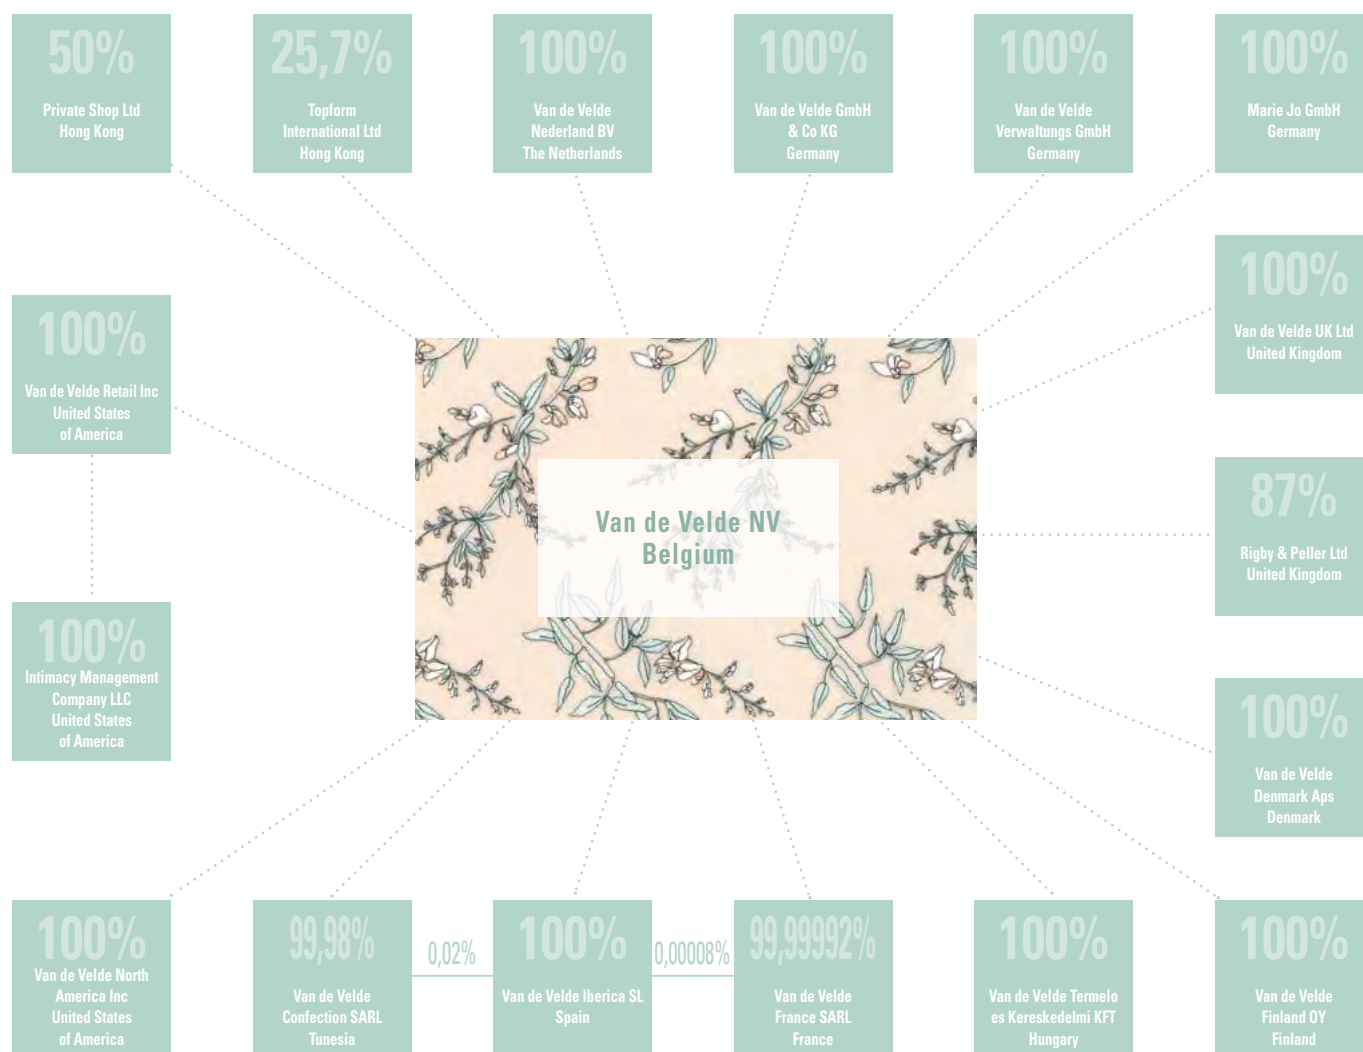 50%
Private Shop Ltd
Hong Kong
25,7%
Topform
International Ltd
Hong Kong
100%
Van de Velde
Nederland BV
The Netherlands
100%
Van de Velde GmbH
& Co KG
Germany
100%
Van de Velde
Verwaltungs GmbH
Germany
100%
Marie Jo GmbH
Germany
100%
Van de Velde UK Ltd
United Kingdom
100%
Van de Velde Retail Inc
United States
of America
Van de Velde NV
Belgium
87%
Rigby & Peller Ltd
United Kingdom
100%
Intimacy Management
Company LLC
United States
of America
100%
Van de Velde
Denmark Aps
Denmark
100%
Van de Velde North
America Inc
United States
of America
99,98%
Van de Velde
Confection SARL
Tunesia
0,02%
100%
Van de Velde Iberica SL
Spain
0,00008%
99,99992%
Van de Velde
France SARL
France
100%
Van de Velde Termelo
es Kereskedelmi KFT
Hungary
100%
Van de Velde
Finland OY
Finland